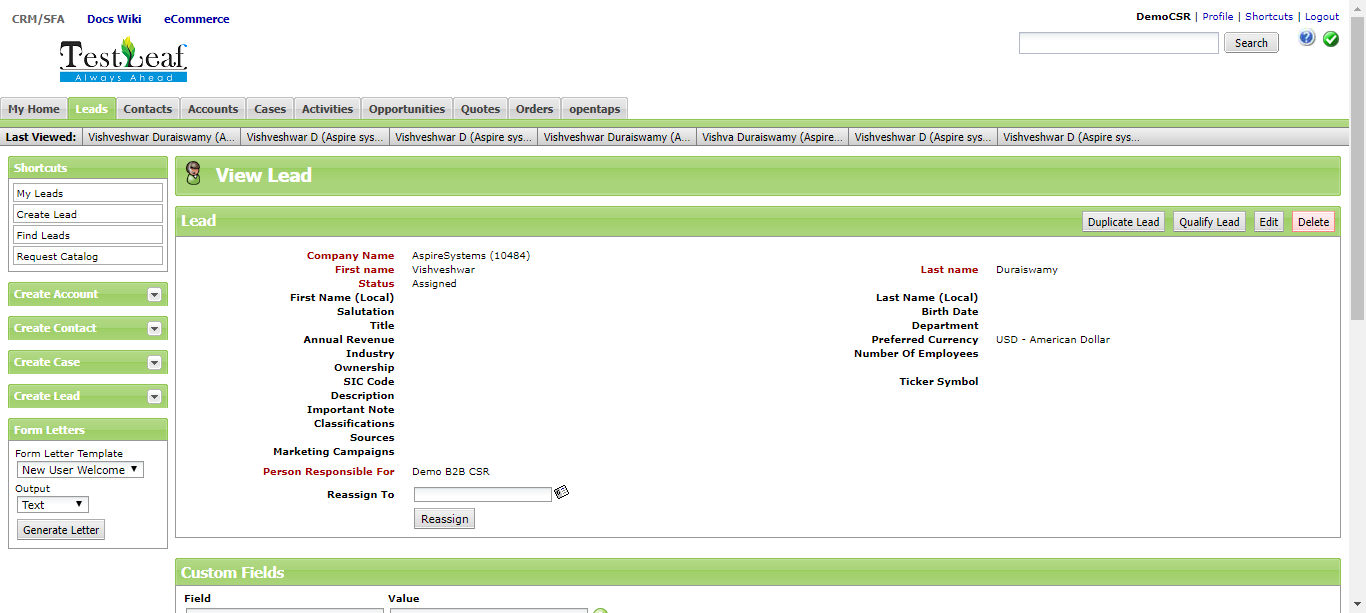 CRM/SFA Docs Wiki eCommerce
DemoCSR | Profile | Shortcuts | Logout
Search
TestLeaf
Always Ahead
My Home Leads Contacts Accounts Cases Activities Opportunities Quotes Orders opentaps
Last Viewed: Vishveshwar Duraiswamy (A... Vishveshwar D (Aspire sys... Vishveshwar D (Aspire sys... Vishveshwar Duraiswamy (A... Vishva Duraiswamy (Aspire... Vishveshwar D (Aspire sys... Vishveshwar D (Aspire sys...
Shortcuts
My Leads
Create Lead
Find Leads
Request Catalog
Create Account
Create Contact
Create Case
Create Lead
Form Letters
Form Letter Template
New User Welcome
Output
Text
Generate Letter
View Lead
Lead Duplicate Lead Qualify Lead Edit Delete
Company Name AspireSystems (10484)
First name Vishveshwar Last name Duraiswamy
Status Assigned
First Name (Local) Last Name (Local)
Salutation Birth Date
Title Department
Annual Revenue Preferred Currency USD - American Dollar
Industry Number Of Employees
Ownership
SIC Code Ticker Symbol
Description
Important Note
Classifications
Sources
Marketing Campaigns
Person Responsible For Demo B2B CSR
Reassign To
Reassign
Custom Fields
Field Value